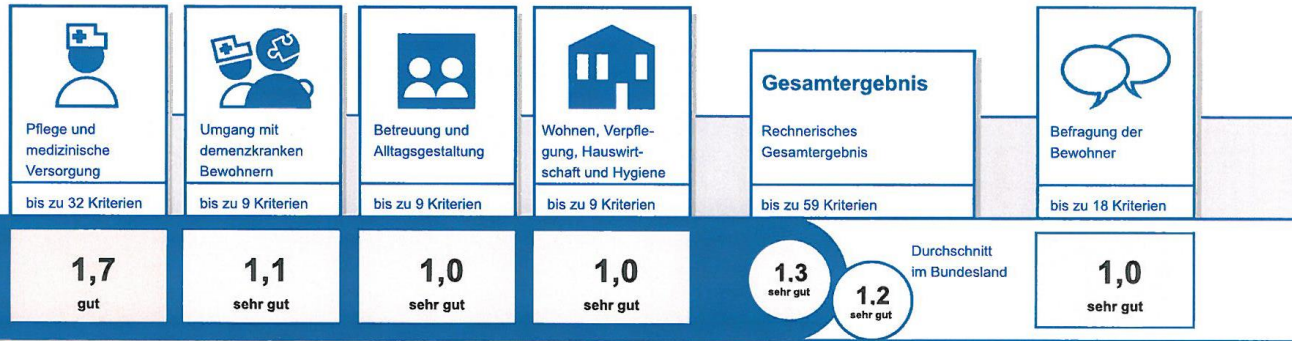 Pflege und
medizinische
Versorgung
bis zu 32 Kriterien
1,7
gut
Umgang mit
demenzkranken
Bewohnern
bis zu 9 Kriterien
1,1
sehr gut
Betreuung und
Alltagsgestaltung
bis zu 9 Kriterien
1,0
sehr gut
Wohnen, Verpfle-
gung, Hauswirt-
schaft und Hygiene
bis zu 9 Kriterien
1,0
sehr gut
Gesamtergebnis
Rechnerisches
Gesamtergebnis
bis zu 59 Kriterien
1.3
sehr gut
1.2
sehr gut
Durchschnitt
im Bundesland
Befragung der
Bewohner
bis zu 18 Kriterien
1,0
sehr gut